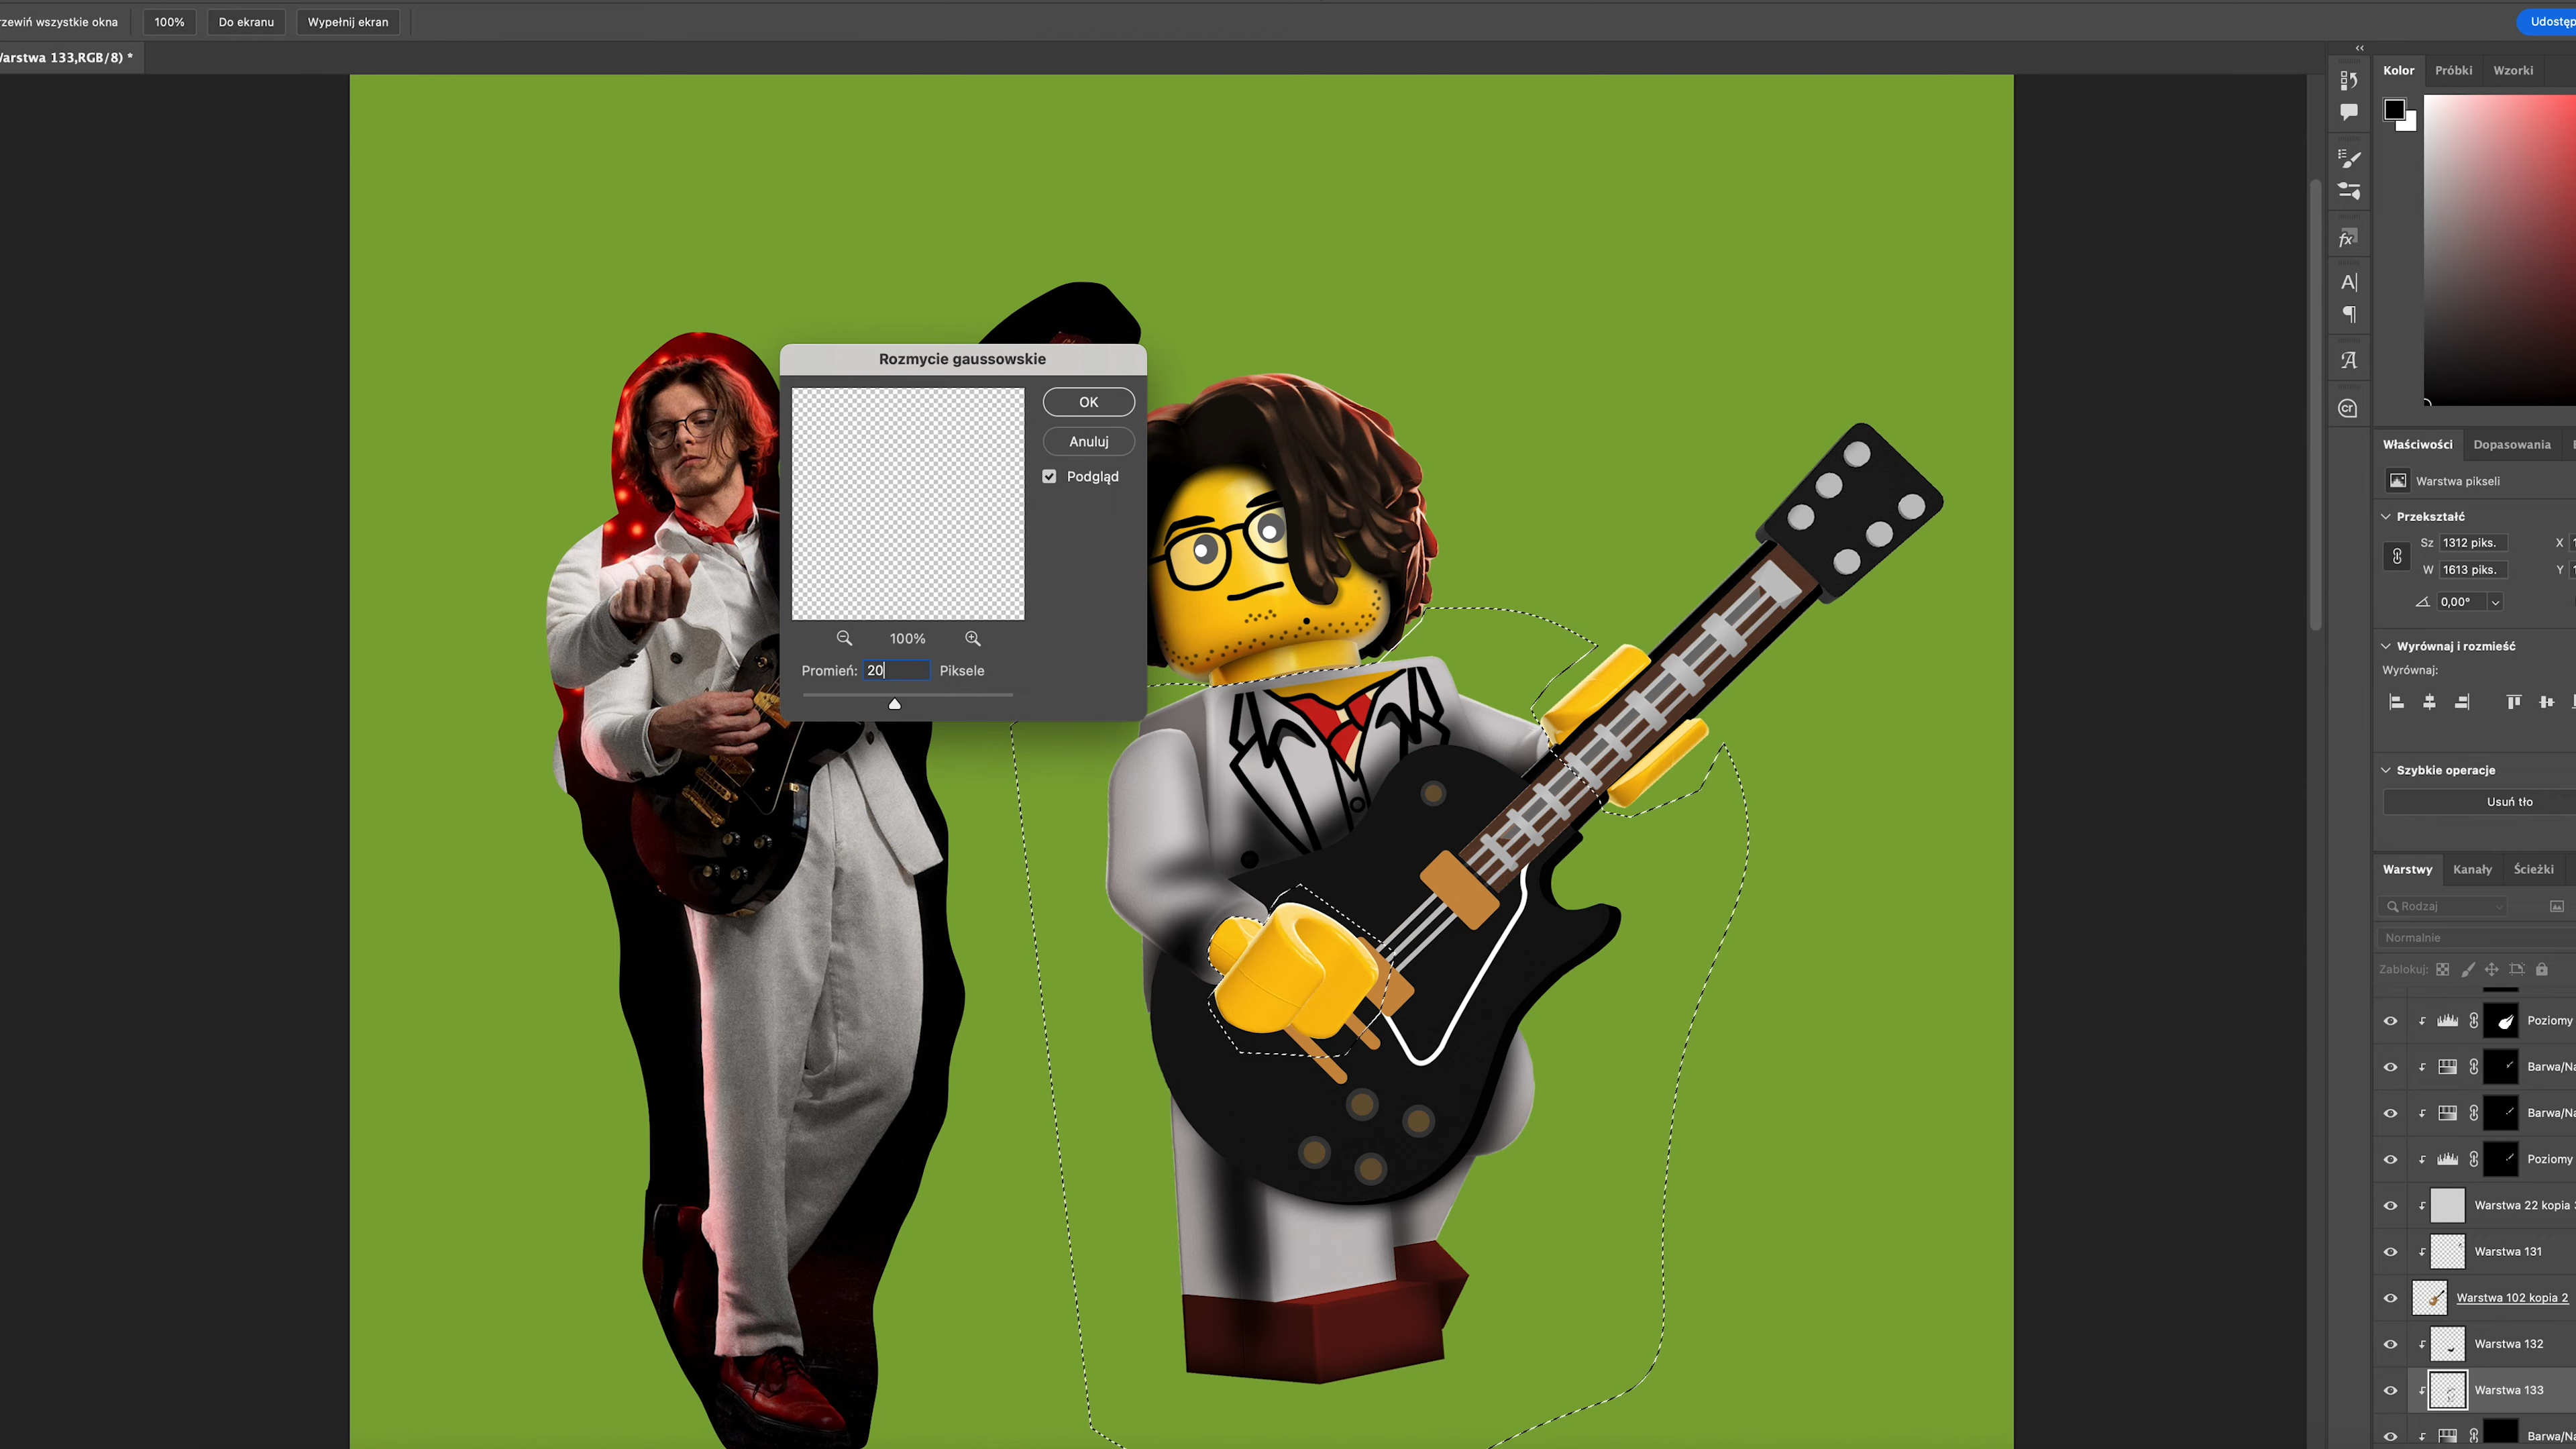 rzewiń wszystkie okna
100%
Do ekranu
Wypełnij ekran
Udostęp
Warstwa 133,RGB/8) *
Kolor
Próbki
Wzorki
Rozmycie gaussowskie
OK
Anuluj
Podgląd
100%
Promień: 20 Piksele
Właściwości
Dopasowania
Warstwa pikseli
Przekształć
Sz 1312 piks. X
W 1613 piks. Y
0,00°
Wyrównaj i rozmieść
Wyrównaj:
Szybkie operacje
Usuń tło
Warstwy
Kanały
Ścieżki
Rodzaj
Normalnie
Zablokuj:
Poziomy
Barwa/Na
Barwa/Na
Poziomy
Warstwa 22 kopia
Warstwa 131
Warstwa 102 kopia 2
Warstwa 132
Warstwa 133
Barwa/Na